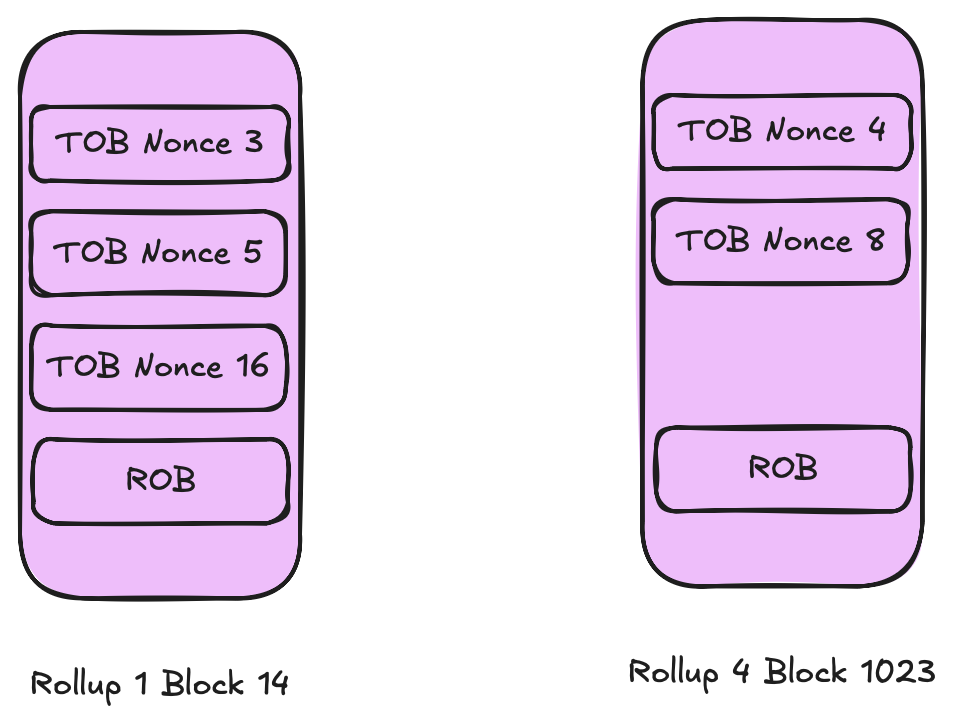 TOB Nonce 3
TOB Nonce 5
TOB Nonce 16
ROB
Rollup 1 Block 14
TOB Nonce 4
TOB Nonce 8
ROB
Rollup 4 Block 1023